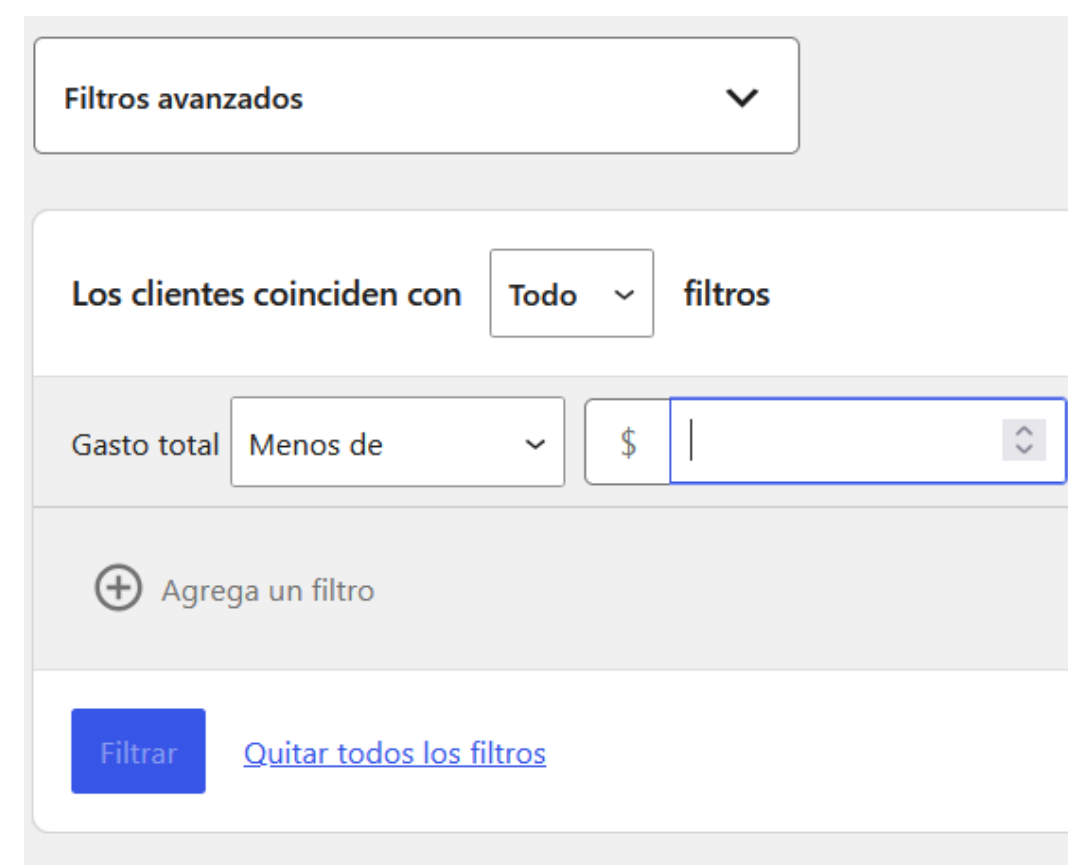 Filtros avanzados
Los clientes coinciden con Todo filtros
Gasto total Menos de $
Agrega un filtro
Filtrar Quitar todos los filtros